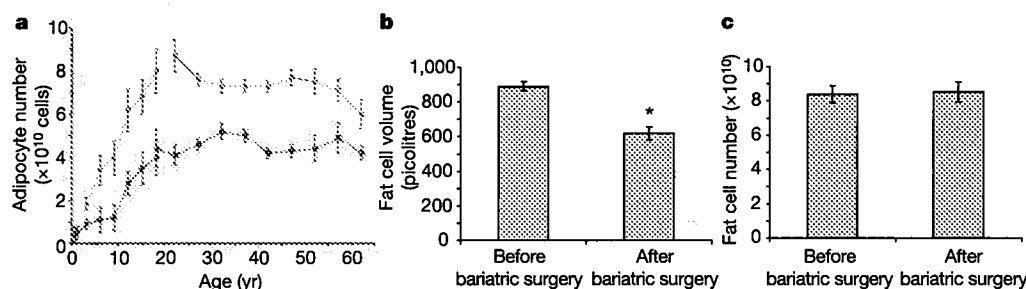 a
Adipocyte number
(×10¹⁰ cells)
10
8
6
4
2
0
0 10 20 30 40 50 60
Age (yr)
b
Fat cell volume
(picolitres)
1,000
800
600
400
200
0
*
Before
bariatric surgery
After
bariatric surgery
c
Fat cell number (×10¹⁰)
10
8
6
4
2
0
Before
bariatric surgery
After
bariatric surgery